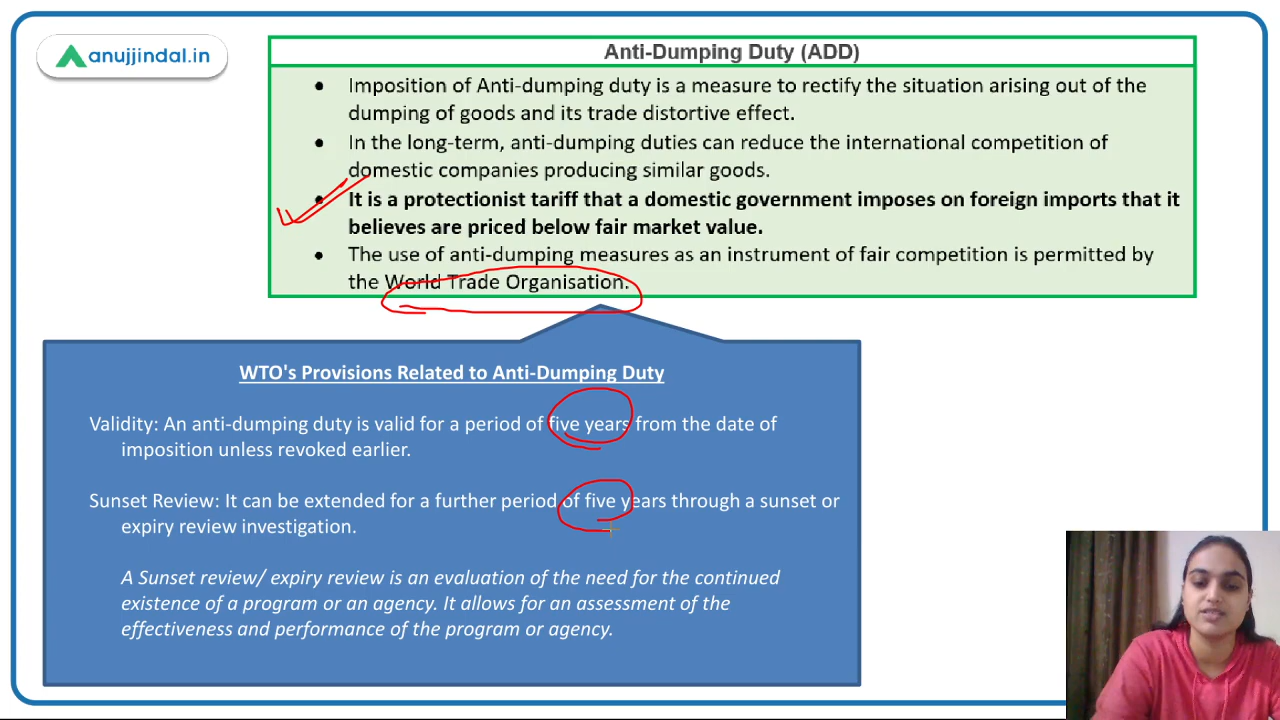 anujjindal.in
Anti-Dumping Duty (ADD)
• Imposition of Anti-dumping duty is a measure to rectify the situation arising out of the
dumping of goods and its trade distortive effect.
• In the long-term, anti-dumping duties can reduce the international competition of
domestic companies producing similar goods.
• It is a protectionist tariff that a domestic government imposes on foreign imports that it
believes are priced below fair market value.
• The use of anti-dumping measures as an instrument of fair competition is permitted by
the World Trade Organisation.
WTO's Provisions Related to Anti-Dumping Duty
Validity: An anti-dumping duty is valid for a period of five years from the date of
imposition unless revoked earlier.
Sunset Review: It can be extended for a further period of five years through a sunset or
expiry review investigation.
A Sunset review/ expiry review is an evaluation of the need for the continued
existence of a program or an agency. It allows for an assessment of the
effectiveness and performance of the program or agency.